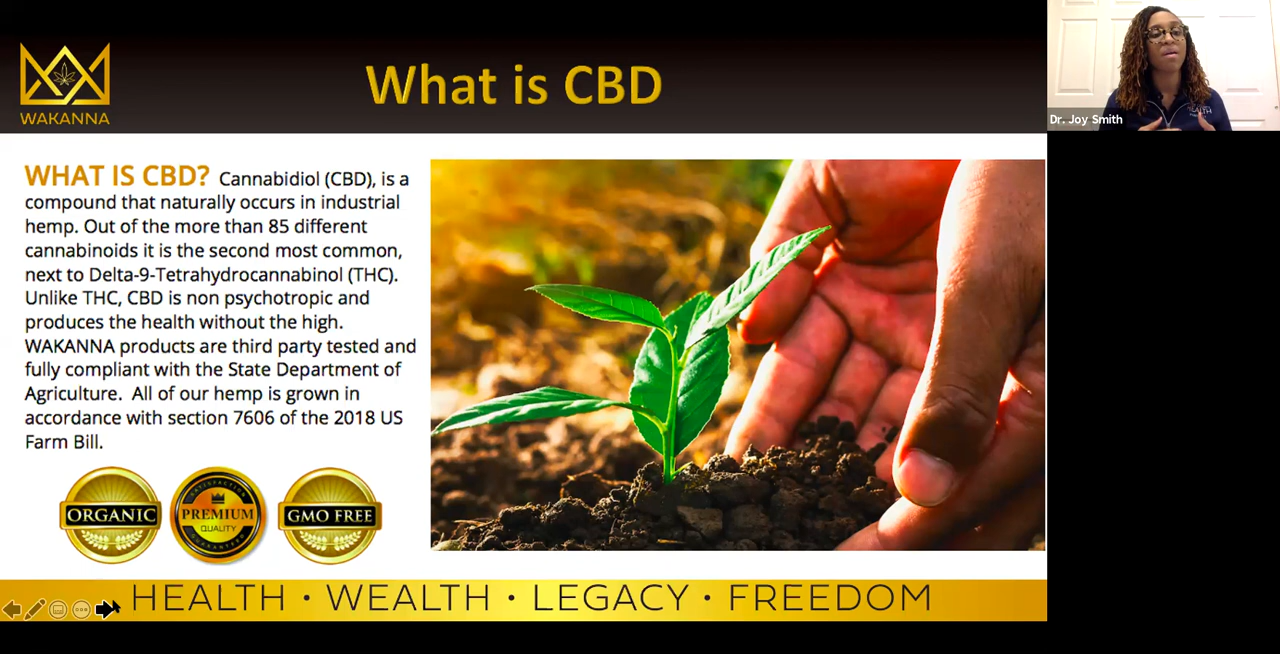 What is CBD
WAKANNA
Dr. Joy Smith
WHAT IS CBD? Cannabidiol (CBD), is a
compound that naturally occurs in industrial
hemp. Out of the more than 85 different
cannabinoids it is the second most common,
next to Delta-9-Tetrahydrocannabinol (THC).
Unlike THC, CBD is non psychotropic and
produces the health without the high.
WAKANNA products are third party tested and
fully compliant with the State Department of
Agriculture. All of our hemp is grown in
accordance with section 7606 of the 2018 US
Farm Bill.
ORGANIC
SATISFACTION
PREMIUM
QUALITY
GUARANTEED
GMO FREE
HEALTH • WEALTH • LEGACY • FREEDOM